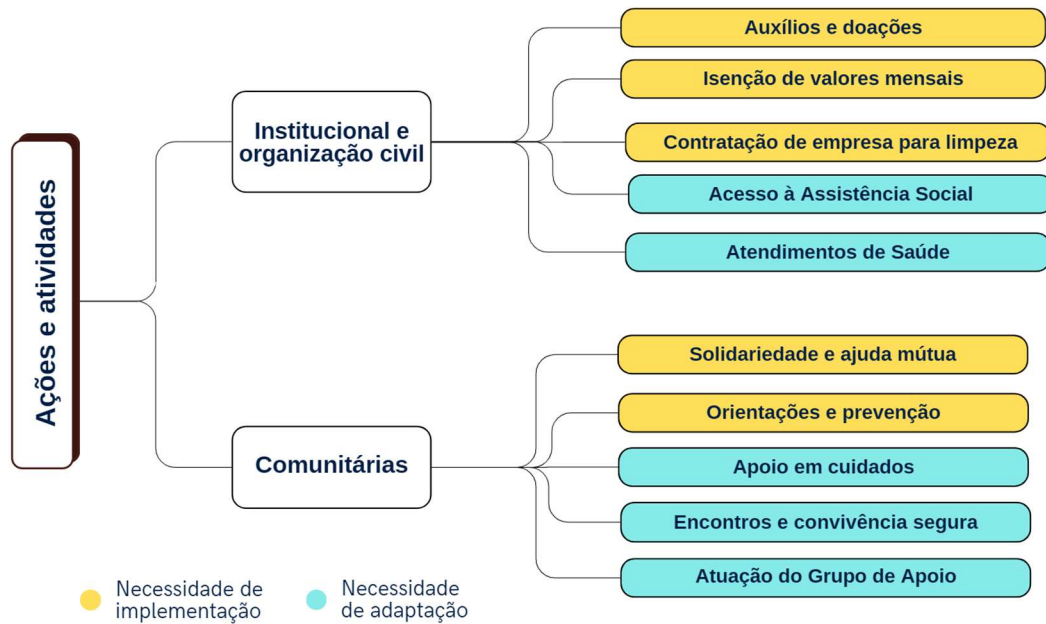 Ações e atividades
Institucional e
organização civil
Auxílios e doações
Isenção de valores mensais
Contratação de empresa para limpeza
Acesso à Assistência Social
Atendimentos de Saúde
Comunitárias
Solidariedade e ajuda mútua
Orientações e prevenção
Apoio em cuidados
Encontros e convivência segura
Atuação do Grupo de Apoio
Necessidade de
implementação
Necessidade
de adaptação